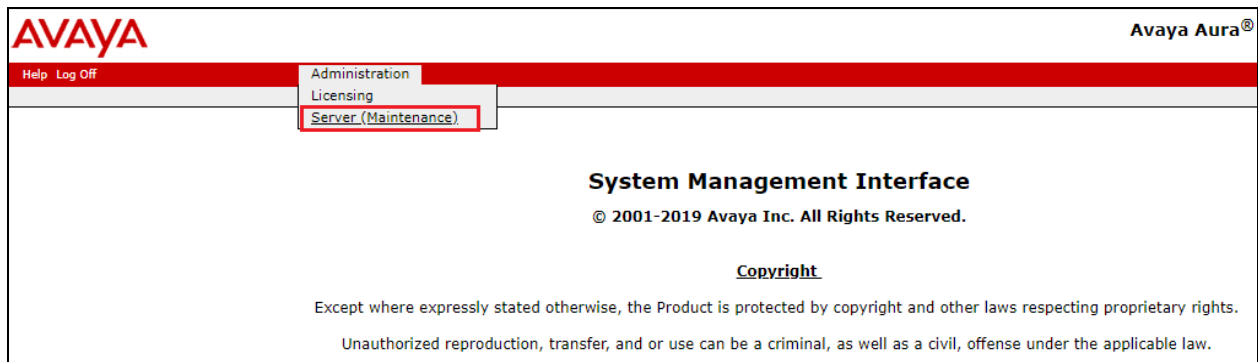 AVAYA
Avaya Aura®
Help Log Off
Administration
Licensing
Server (Maintenance)
System Management Interface
© 2001-2019 Avaya Inc. All Rights Reserved.
Copyright
Except where expressly stated otherwise, the Product is protected by copyright and other laws respecting proprietary rights.
Unauthorized reproduction, transfer, and or use can be a criminal, as well as a civil, offense under the applicable law.